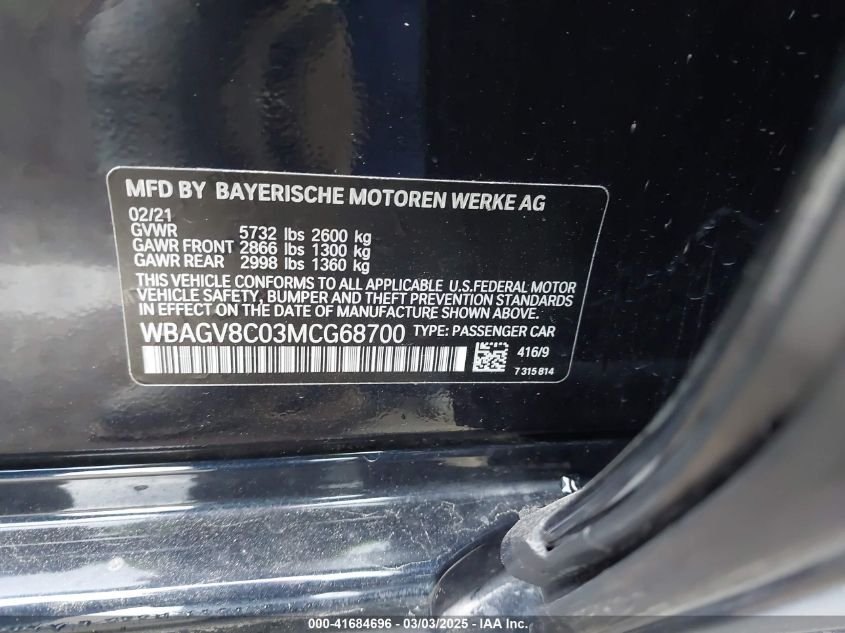 MFD BY BAYERISCHE MOTOREN WERKE AG
02/21
GVWR 5732 lbs 2600 kg
GAWR FRONT 2866 lbs 1300 kg
GAWR REAR 2998 lbs 1360 kg
THIS VEHICLE CONFORMS TO ALL APPLICABLE U.S.FEDERAL MOTOR
VEHICLE SAFETY, BUMPER AND THEFT PREVENTION STANDARDS
IN EFFECT ON THE DATE OF MANUFACTURE SHOWN ABOVE.
WBAGV8C03MCG68700 TYPE: PASSENGER CAR
416/9
7 315 814
000-41684696 - 03/03/2025 - IAA Inc.